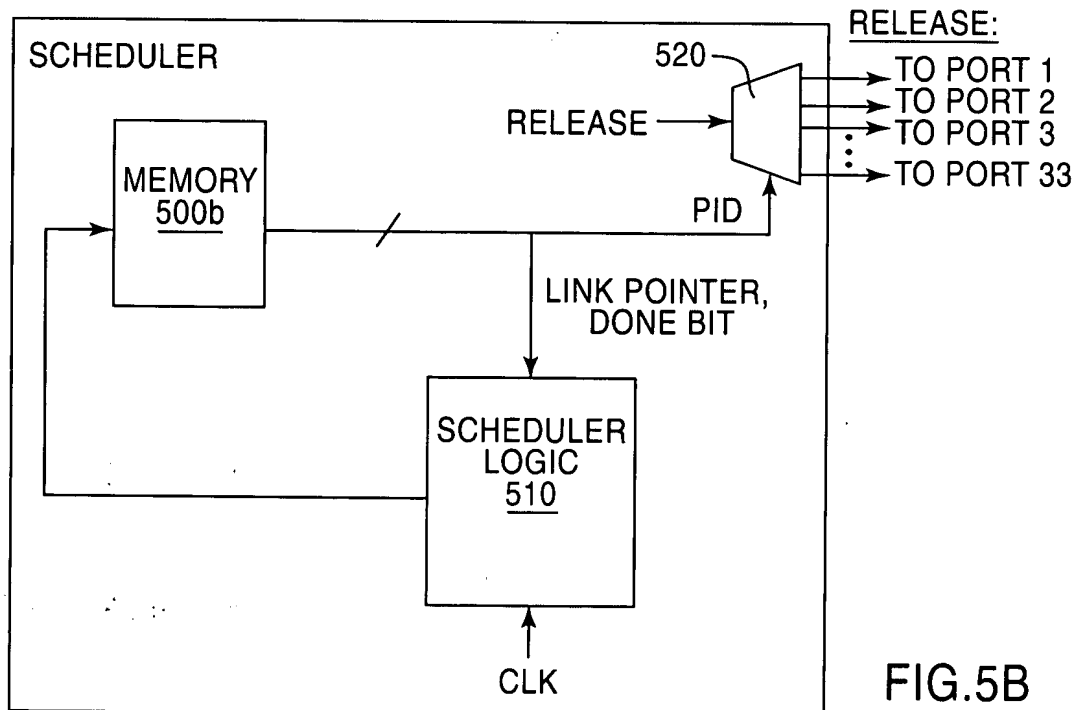 RELEASE:
SCHEDULER
520
TO PORT 1
TO PORT 2
TO PORT 3
TO PORT 33
RELEASE
MEMORY
500b
PID
LINK POINTER,
DONE BIT
SCHEDULER
LOGIC
510
CLK
FIG.5B